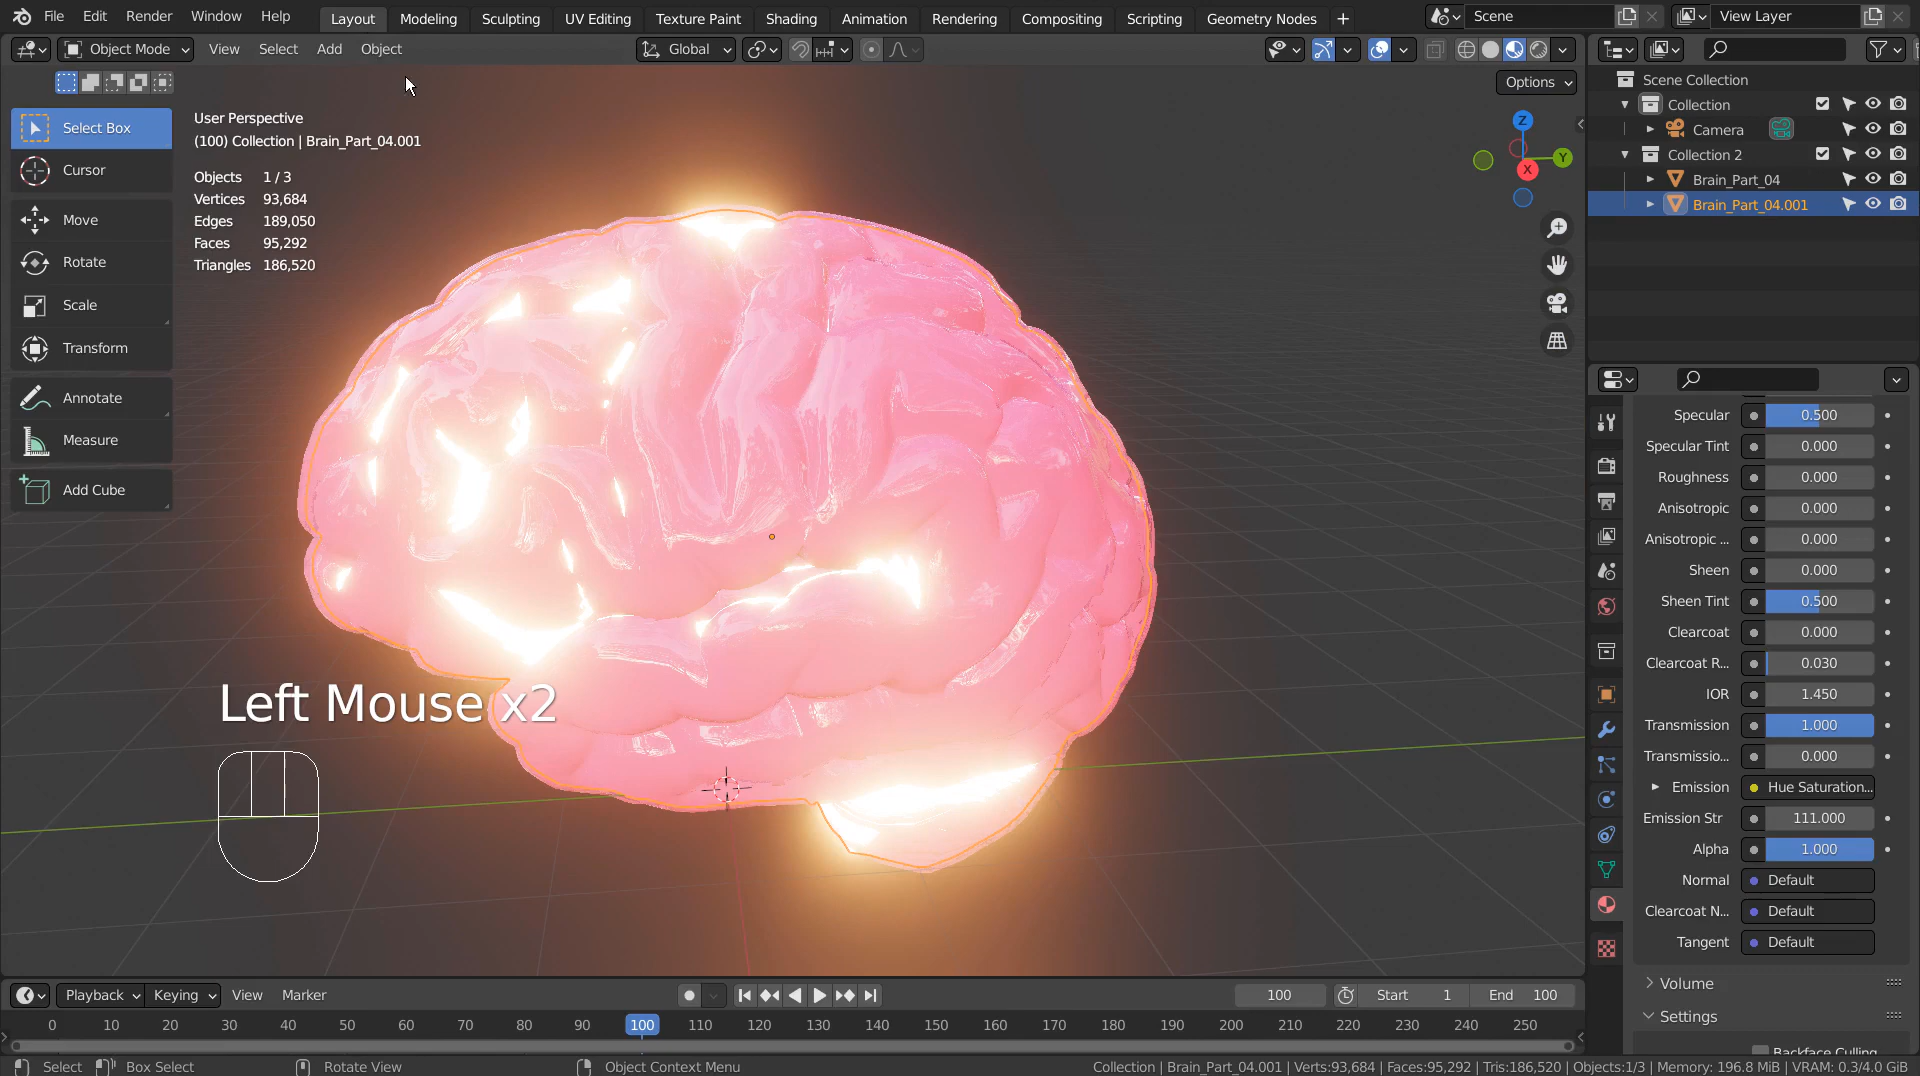 File Edit Render Window Help Layout Modeling Sculpting UV Editing Texture Paint Shading Animation Rendering Compositing Scripting Geometry Nodes + Scene View Layer
Object Mode View Select Add Object Global
Options
Select Box
Cursor
Move
Rotate
Scale
Transform
Annotate
Measure
Add Cube
User Perspective
(100) Collection | Brain_Part_04.001
Objects 1 / 3
Vertices 93,684
Edges 189,050
Faces 95,292
Triangles 186,520
Z
Y
X
Left Mouse x2
Scene Collection
Collection
Camera
Collection 2
Brain_Part_04
Brain_Part_04.001
Specular 0.500
Specular Tint 0.000
Roughness 0.000
Anisotropic 0.000
Anisotropic ... 0.000
Sheen 0.000
Sheen Tint 0.500
Clearcoat 0.000
Clearcoat R... 0.030
IOR 1.450
Transmission 1.000
Transmissio... 0.000
Emission Hue Saturation...
Emission Str 111.000
Alpha 1.000
Normal Default
Clearcoat N... Default
Tangent Default
Volume
Settings
Backface Culling
Playback Keying View Marker 100 Start 1 End 100
0 10 20 30 40 50 60 70 80 90 100 110 120 130 140 150 160 170 180 190 200 210 220 230 240 250
Select Box Select Rotate View Object Context Menu Collection | Brain_Part_04.001 | Verts:93,684 | Faces:95,292 | Tris:186,520 | Objects:1/3 | Memory: 196.8 MiB | VRAM: 0.3/4.0 GiB